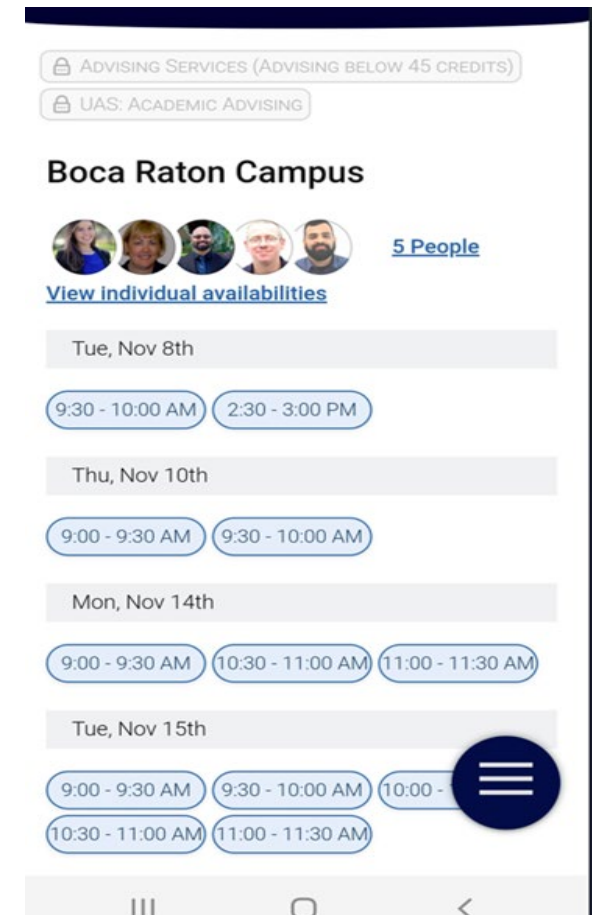 ADVISING SERVICES (ADVISING BELOW 45 CREDITS)
UAS: ACADEMIC ADVISING
Boca Raton Campus
5 People
View individual availabilities
Tue, Nov 8th
9:30 - 10:00 AM 2:30 - 3:00 PM
Thu, Nov 10th
9:00 - 9:30 AM 9:30 - 10:00 AM
Mon, Nov 14th
9:00 - 9:30 AM 10:30 - 11:00 AM 11:00 - 11:30 AM
Tue, Nov 15th
9:00 - 9:30 AM 9:30 - 10:00 AM 10:00 -
10:30 - 11:00 AM 11:00 - 11:30 AM